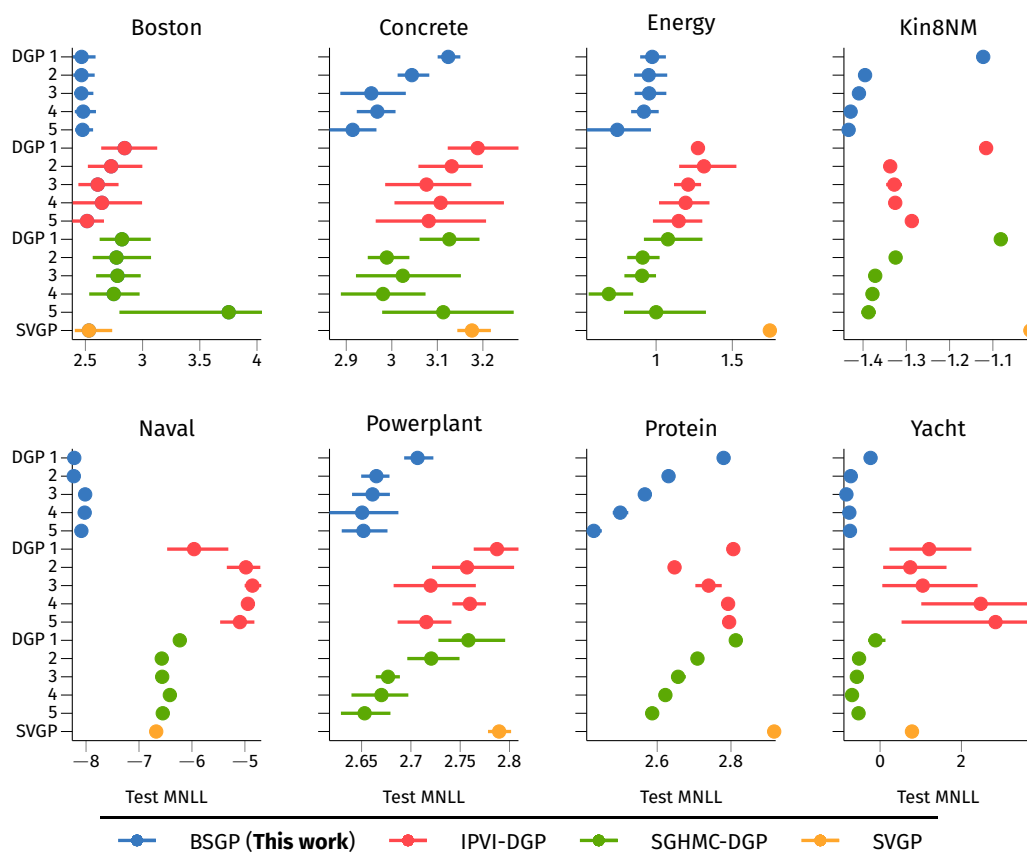 Boston Concrete Energy Kin8NM
DGP 1
2
3
4
5
DGP 1
2
3
4
5
DGP 1
2
3
4
5
SVGP
2.5 3 3.5 4 2.9 3 3.1 3.2 1 1.5 −1.4 −1.3 −1.2 −1.1
Naval Powerplant Protein Yacht
DGP 1
2
3
4
5
DGP 1
2
3
4
5
DGP 1
2
3
4
5
SVGP
−8 −7 −6 −5 2.65 2.7 2.75 2.8 2.6 2.8 0 2
Test MNLL Test MNLL Test MNLL Test MNLL
BSGP (This work) IPVI-DGP SGHMC-DGP SVGP